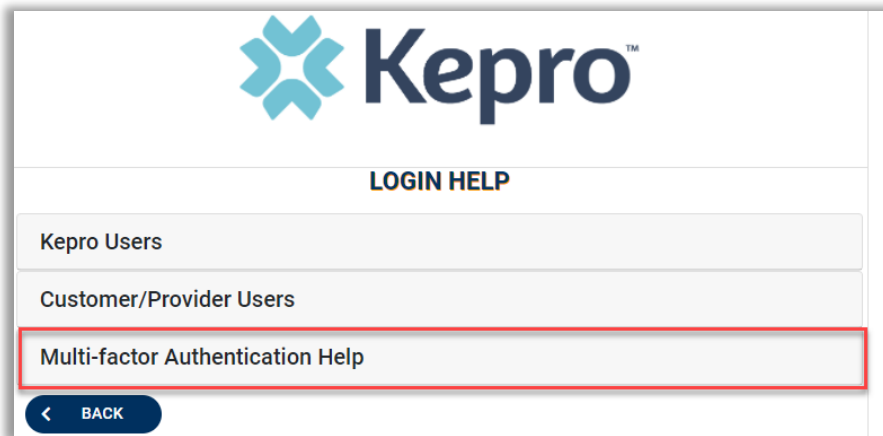 Kepro™
LOGIN HELP
Kepro Users
Customer/Provider Users
Multi-factor Authentication Help
BACK